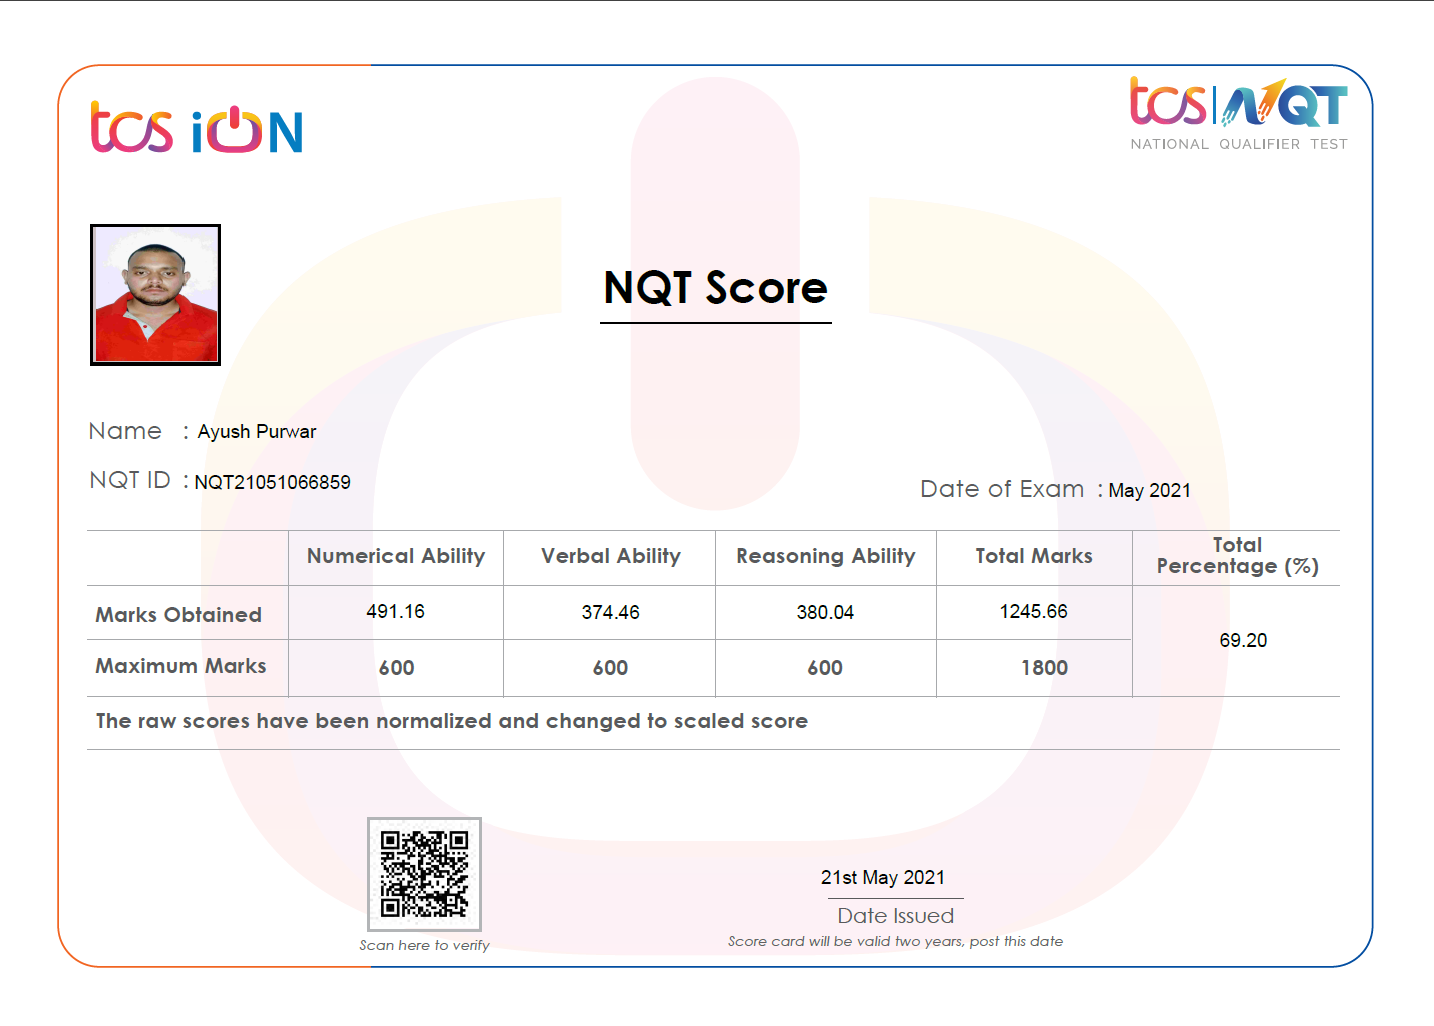 tcs iON
tcs | NQT
NATIONAL QUALIFIER TEST
NQT Score
Name : Ayush Purwar
NQT ID : NQT21051066859
Date of Exam : May 2021
Numerical Ability Verbal Ability Reasoning Ability Total Marks Total
Percentage (%)
Marks Obtained 491.16 374.46 380.04 1245.66
69.20
Maximum Marks 600 600 600 1800
The raw scores have been normalized and changed to scaled score
21st May 2021
Date Issued
Scan here to verify
Score card will be valid two years, post this date